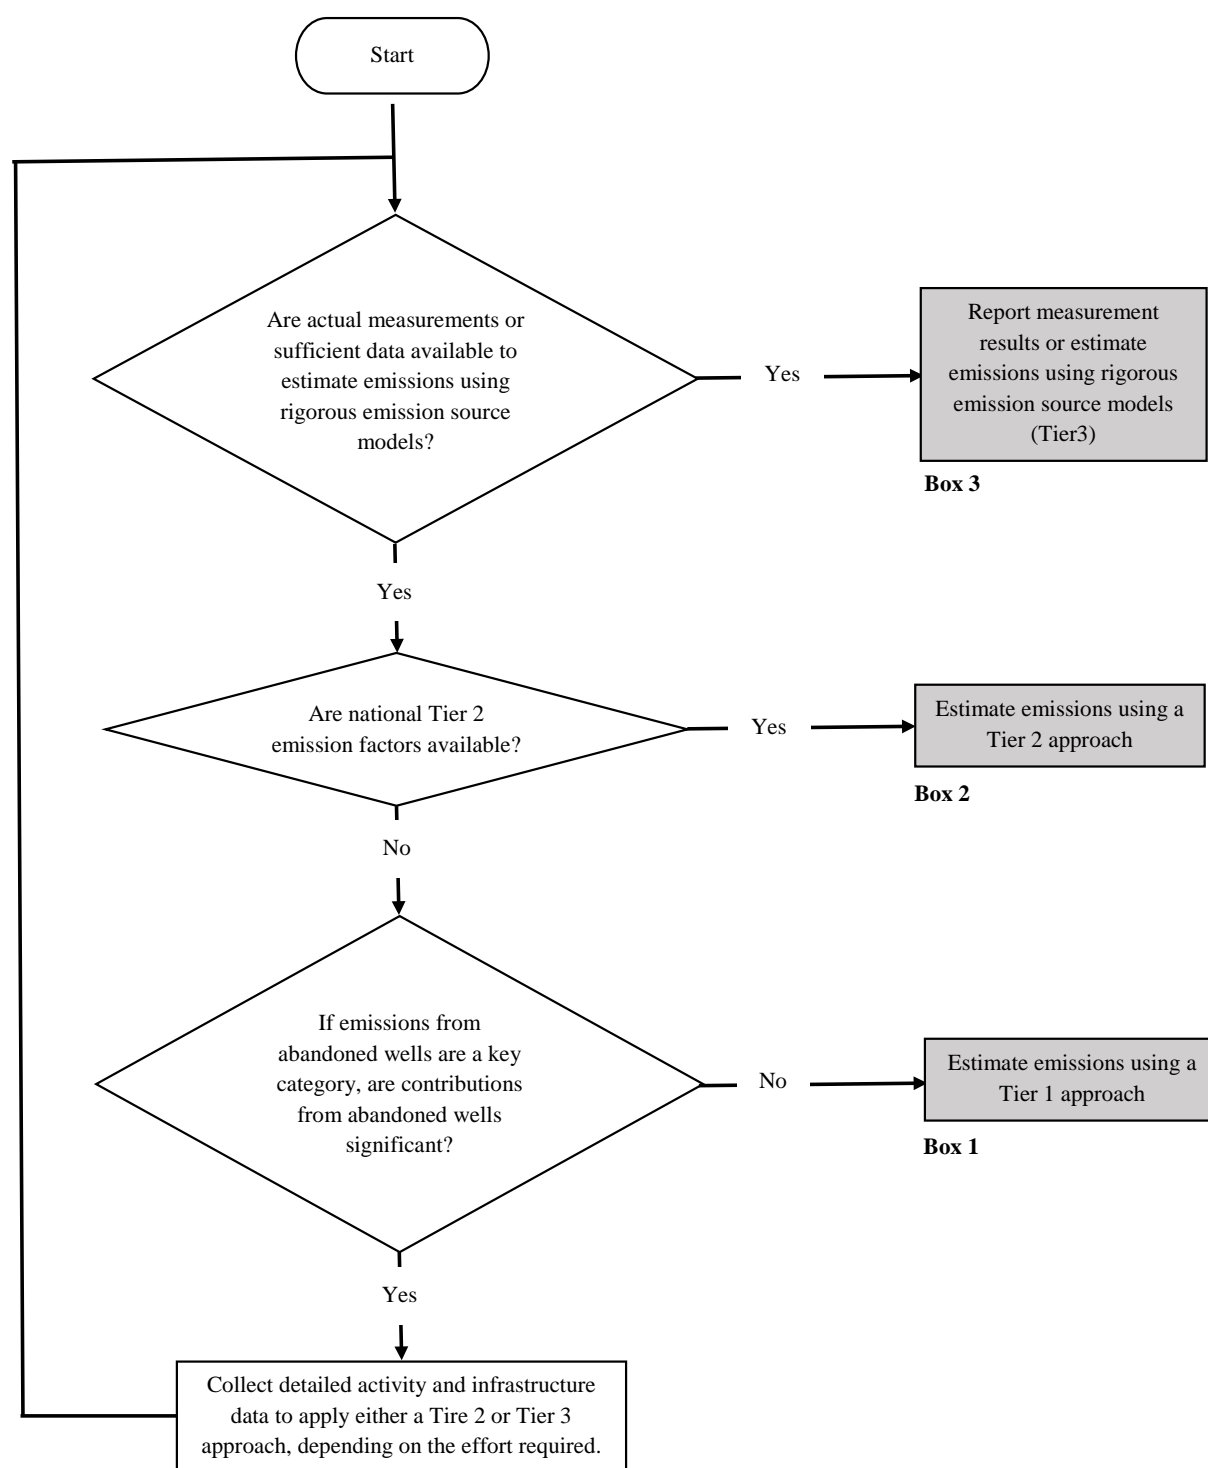 Start
Are actual measurements or
sufficient data available to
estimate emissions using
rigorous emission source
models?
Yes
Report measurement
results or estimate
emissions using rigorous
emission source models
(Tier3)
Box 3
Yes
Are national Tier 2
emission factors available?
Yes
Estimate emissions using a
Tier 2 approach
Box 2
No
If emissions from
abandoned wells are a key
category, are contributions
from abandoned wells
significant?
No
Estimate emissions using a
Tier 1 approach
Box 1
Yes
Collect detailed activity and infrastructure
data to apply either a Tire 2 or Tier 3
approach, depending on the effort required.